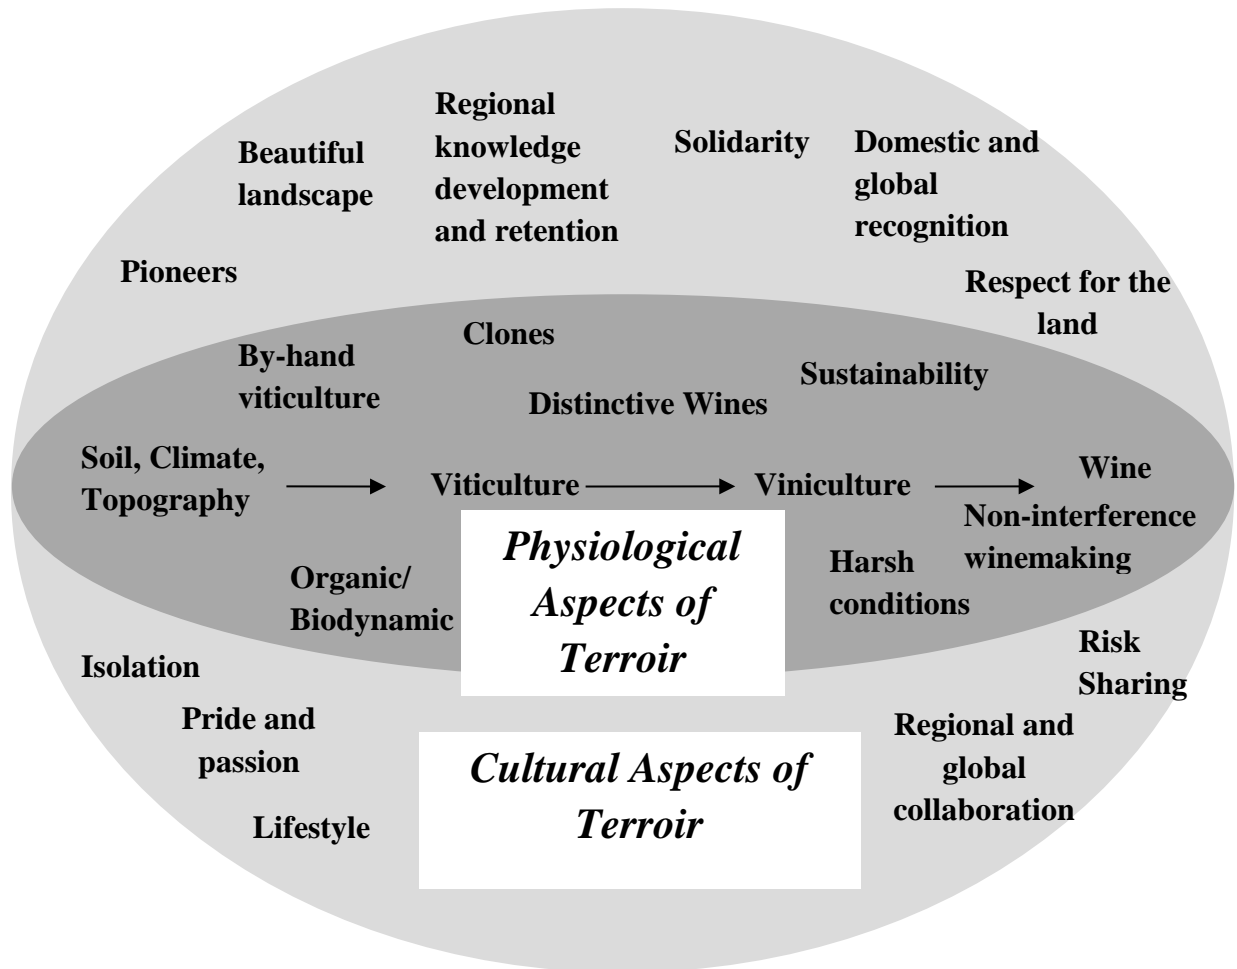 Regional
knowledge
development
and retention
Beautiful
landscape
Solidarity
Domestic and
global
recognition
Pioneers
Respect for the
land
Clones
By-hand
viticulture
Sustainability
Distinctive Wines
Soil, Climate,
Topography
Viticulture
Viniculture
Wine
Non-interference
winemaking
Physiological
Aspects of
Terroir
Harsh
conditions
Organic/
Biodynamic
Isolation
Risk
Sharing
Pride and
passion
Regional and
global
collaboration
Cultural Aspects of
Terroir
Lifestyle